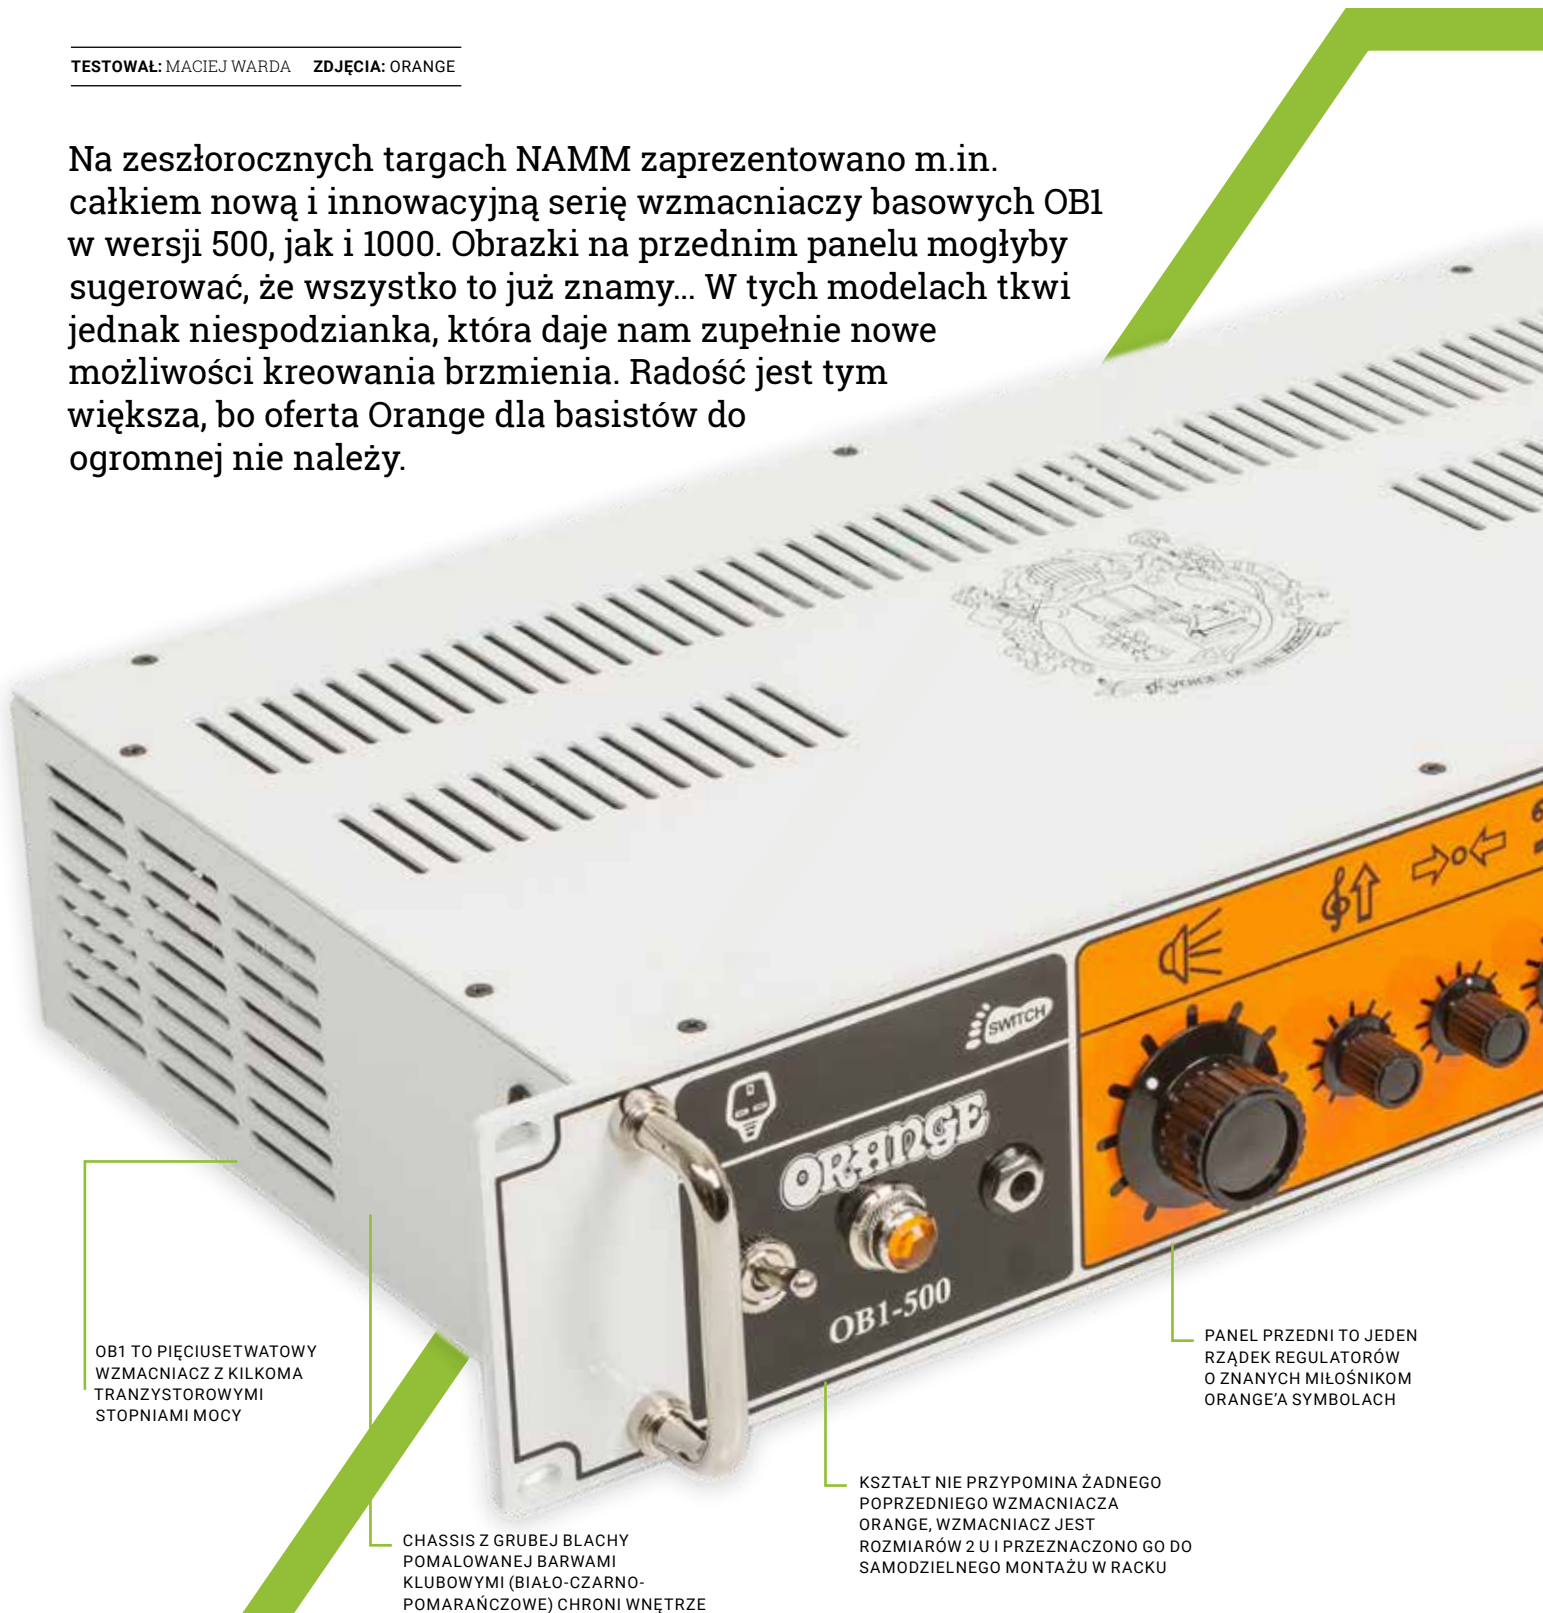 TESTOWAŁ: MACIEJ WARDA ZDJĘCIA: ORANGE
Na zeszłorocznych targach NAMM zaprezentowano m.in.
całkiem nową i innowacyjną serię wzmacniaczy basowych OB1
w wersji 500, jak i 1000. Obrazki na przednim panelu mogłyby
sugerować, że wszystko to już znamy... W tych modelach tkwi
jednak niespodzianka, która daje nam zupełnie nowe
możliwości kreowania brzmienia. Radość jest tym
większa, bo oferta Orange dla basistów do
ogromnej nie należy.
SWITCH
ORANGE
OB1-500
OB1 TO PIĘCIUSETWATOWY
WZMACNIACZ Z KILKOMA
TRANZYSTOROWYMI
STOPNIAMI MOCY
PANEL PRZEDNI TO JEDEN
RZĄDEK REGULATORÓW
O ZNANYCH MIŁOŚNIKOM
ORANGE'A SYMBOLACH
KSZTAŁT NIE PRZYPOMINA ŻADNEGO
POPRZEDNIEGO WZMACNIACZA
ORANGE, WZMACNIACZ JEST
ROZMIARÓW 2 U I PRZEZNACZONO GO DO
SAMODZIELNEGO MONTAŻU W RACKU
CHASSIS Z GRUBEJ BLACHY
POMALOWANEJ BARWAMI
KLUBOWYMI (BIAŁO-CZARNO-
POMARAŃCZOWE) CHRONI WNĘTRZE